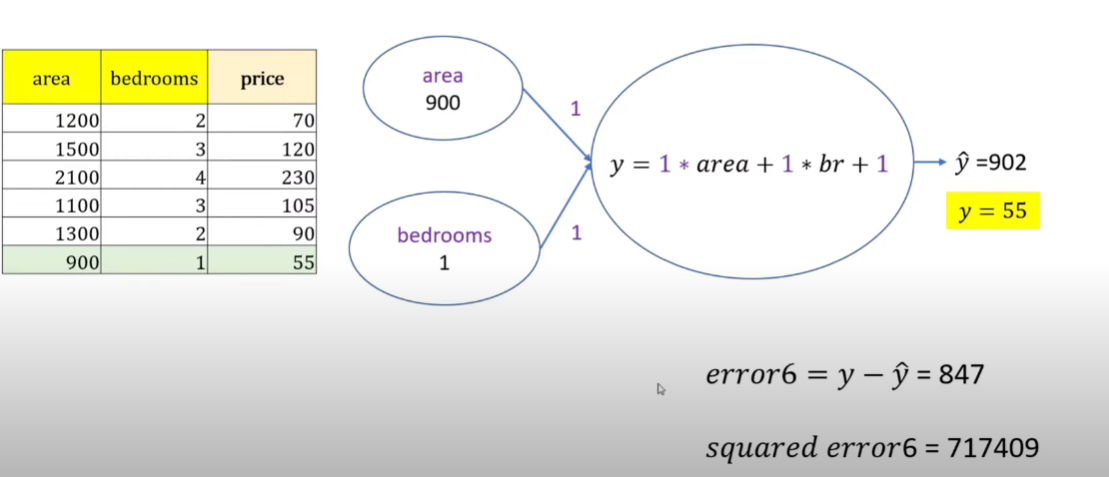 area bedrooms price
1200 2 70
1500 3 120
2100 4 230
1100 3 105
1300 2 90
900 1 55
area
900
1
bedrooms
1
1
y = 1 * area + 1 * br + 1
ŷ =902
y = 55
error6 = y − ŷ = 847
squared error6 = 717409